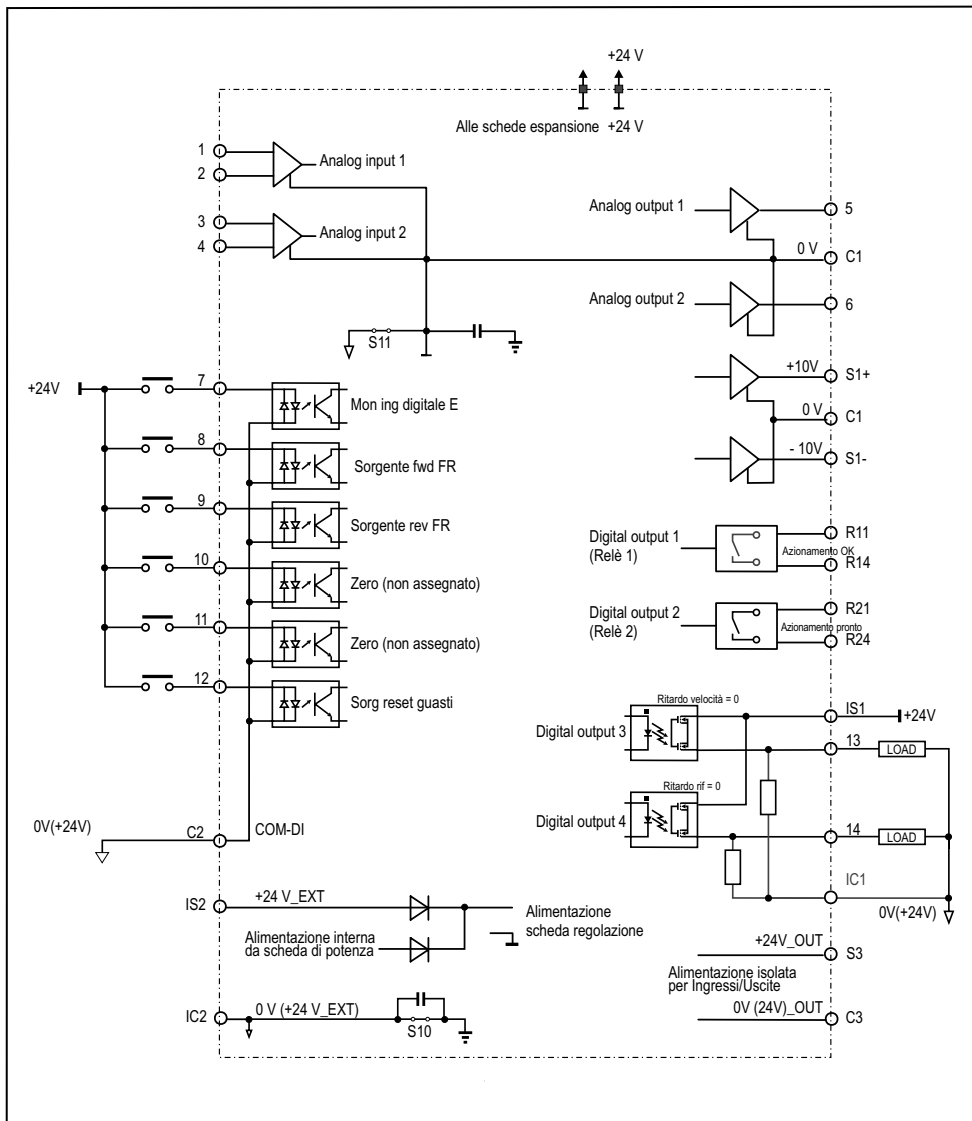 +24 V
Alle schede espansione +24 V
1
2
Analog input 1
3
4
Analog input 2
Analog output 1
5
0 V
C1
Analog output 2
6
S11
+24V
7
Mon ing digitale E
8
Sorgente fwd FR
9
Sorgente rev FR
10
Zero (non assegnato)
11
Zero (non assegnato)
12
Sorg reset guasti
+10V
S1+
0 V
C1
- 10V
S1-
Digital output 1
(Relè 1)
R11
Azionamento OK
R14
Digital output 2
(Relè 2)
R21
Azionamento pronto
R24
Ritardo velocità = 0
Digital output 3
IS1
+24V
13
LOAD
Ritardo rif = 0
Digital output 4
14
LOAD
IC1
0V(+24V)
0V(+24V)
C2
COM-DI
IS2
+24 V_EXT
Alimentazione interna
da scheda di potenza
Alimentazione
scheda regolazione
+24V_OUT
S3
Alimentazione isolata
per Ingressi/Uscite
0V (24V)_OUT
C3
IC2
0 V (+24 V_EXT)
S10